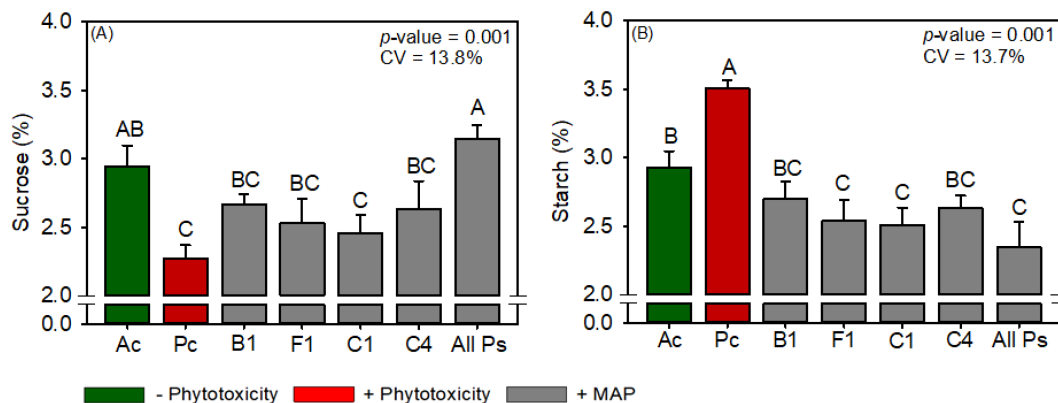 (A)
p-value = 0.001
CV = 13.8%
Sucrose (%)
4.0
3.5
3.0
2.5
2.0
0.0
AB
C
BC
BC
C
BC
A
Ac Pc B1 F1 C1 C4 All Ps
(B)
p-value = 0.001
CV = 13.7%
Starch (%)
4.0
3.5
3.0
2.5
2.0
0.0
B
A
BC
C
C
BC
C
Ac Pc B1 F1 C1 C4 All Ps
- Phytotoxicity + Phytotoxicity + MAP